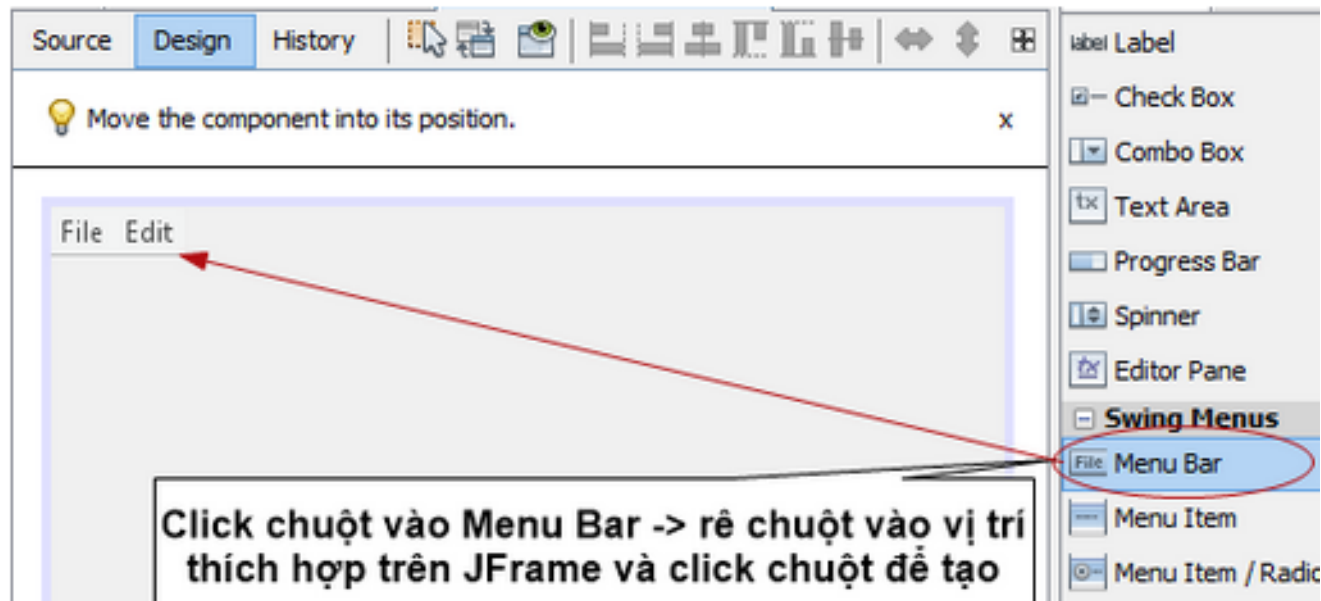 Source Design History
Move the component into its position. x
File Edit
Click chuột vào Menu Bar -> rê chuột vào vị trí
thích hợp trên JFrame và click chuột để tạo
label Label
Check Box
Combo Box
tx Text Area
Progress Bar
Spinner
Editor Pane
Swing Menus
File Menu Bar
Menu Item
Menu Item / Radio